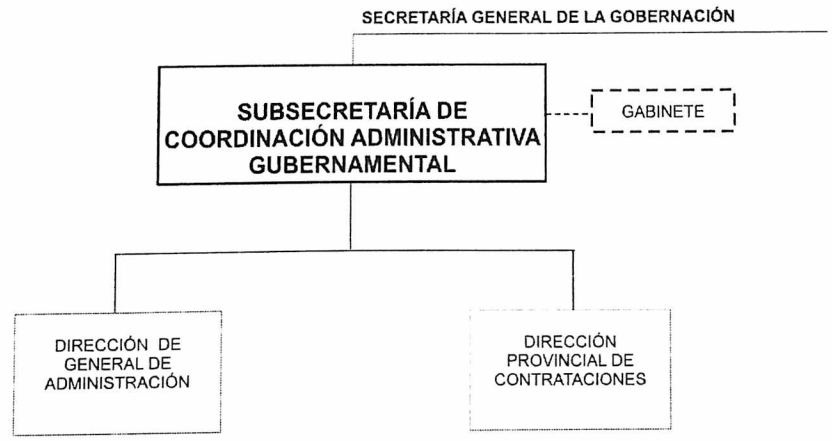 SECRETARÍA GENERAL DE LA GOBERNACIÓN
SUBSECRETARÍA DE
COORDINACIÓN ADMINISTRATIVA
GUBERNAMENTAL
GABINETE
DIRECCIÓN DE
GENERAL DE
ADMINISTRACIÓN
DIRECCIÓN
PROVINCIAL DE
CONTRATACIONES